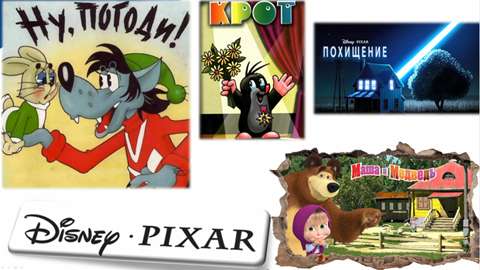 Ну, ПОГОДИ!
КРОТ
DISNEY · PIXAR
ПОХИЩЕНИЕ
Маша и Медведь
DISNEY · PIXAR